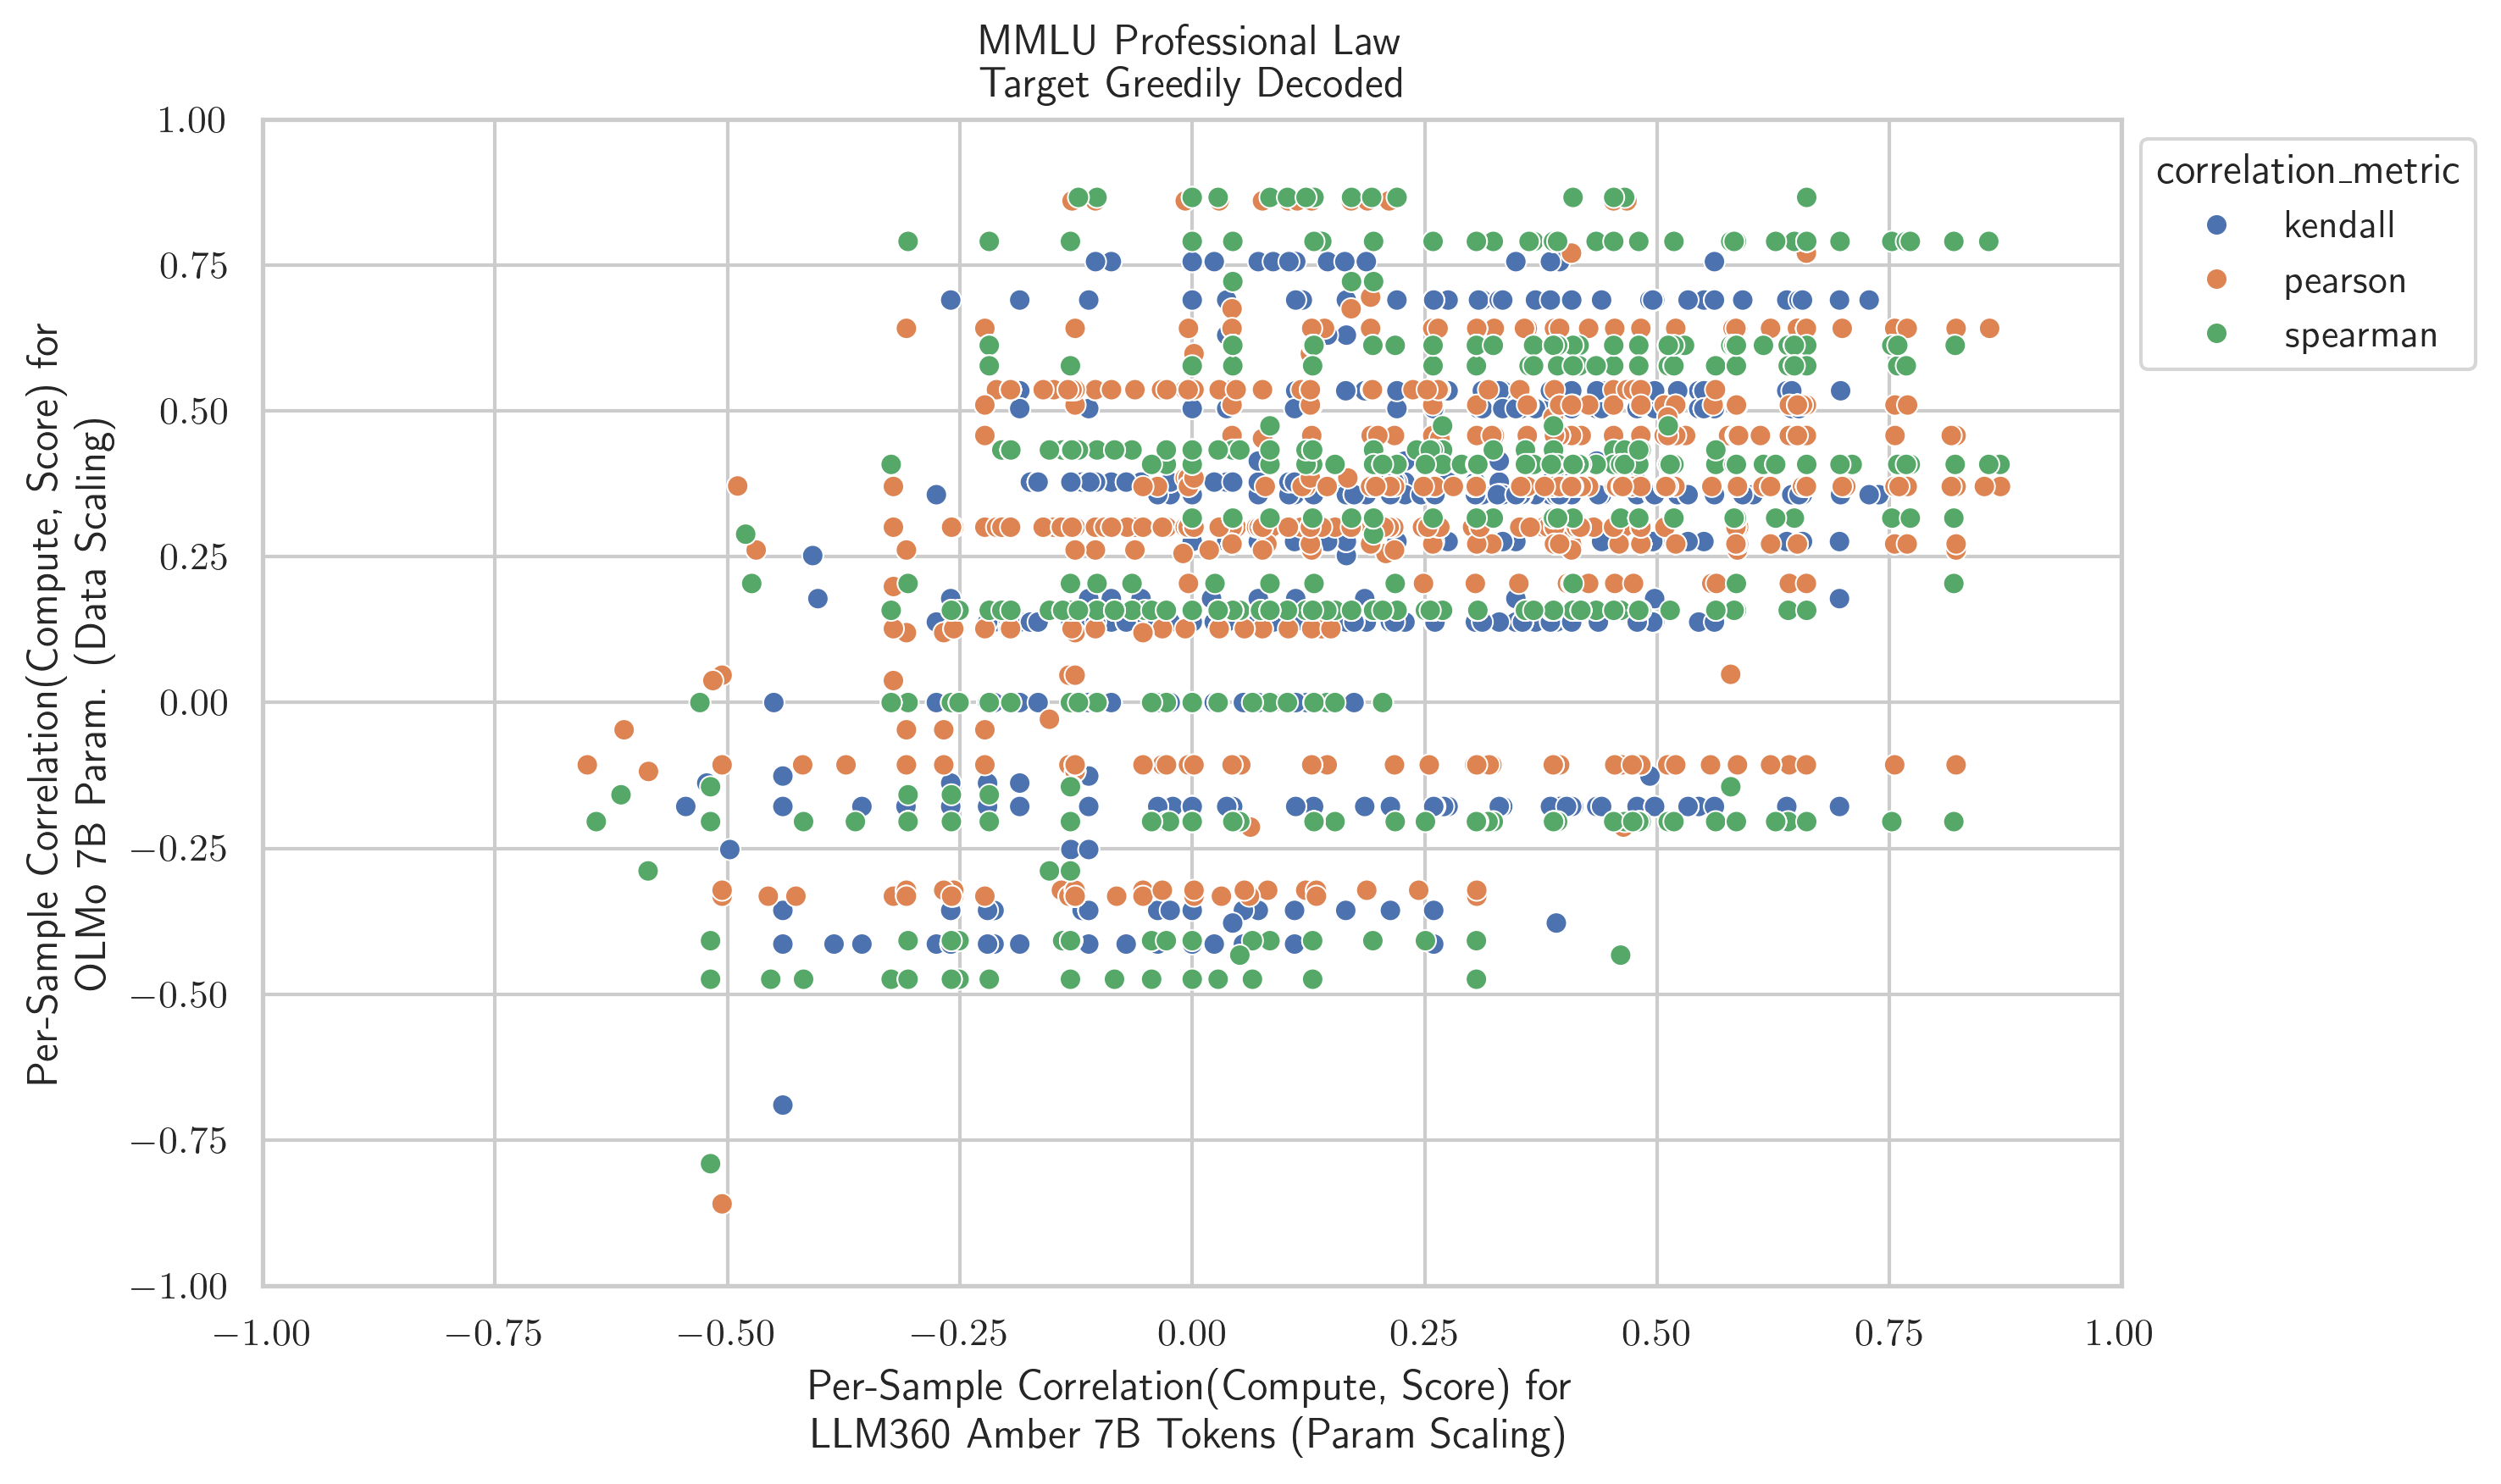 MMLU Professional Law
Target Greedily Decoded
Per-Sample Correlation(Compute, Score) for
OLMo 7B Param. (Data Scaling)
1.00
0.75
0.50
0.25
0.00
−0.25
−0.50
−0.75
−1.00
−1.00 −0.75 −0.50 −0.25 0.00 0.25 0.50 0.75 1.00
Per-Sample Correlation(Compute, Score) for
LLM360 Amber 7B Tokens (Param Scaling)
correlation_metric
kendall
pearson
spearman